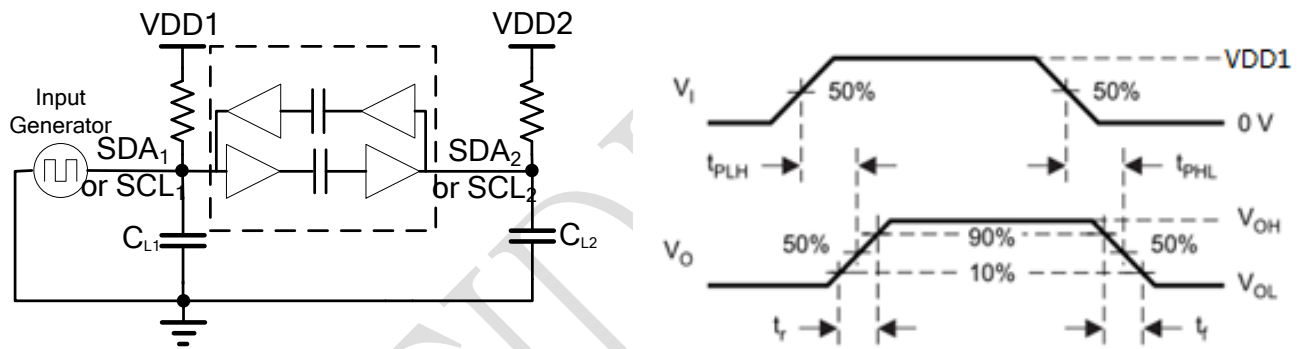 VDD1
VDD2
Input
Generator
SDA1
or SCL1
SDA2
or SCL2
CL1
CL2
VI
50%
50%
VDD1
0 V
tPLH
tPHL
VO
50%
90%
50%
10%
VOH
VOL
tr
tf